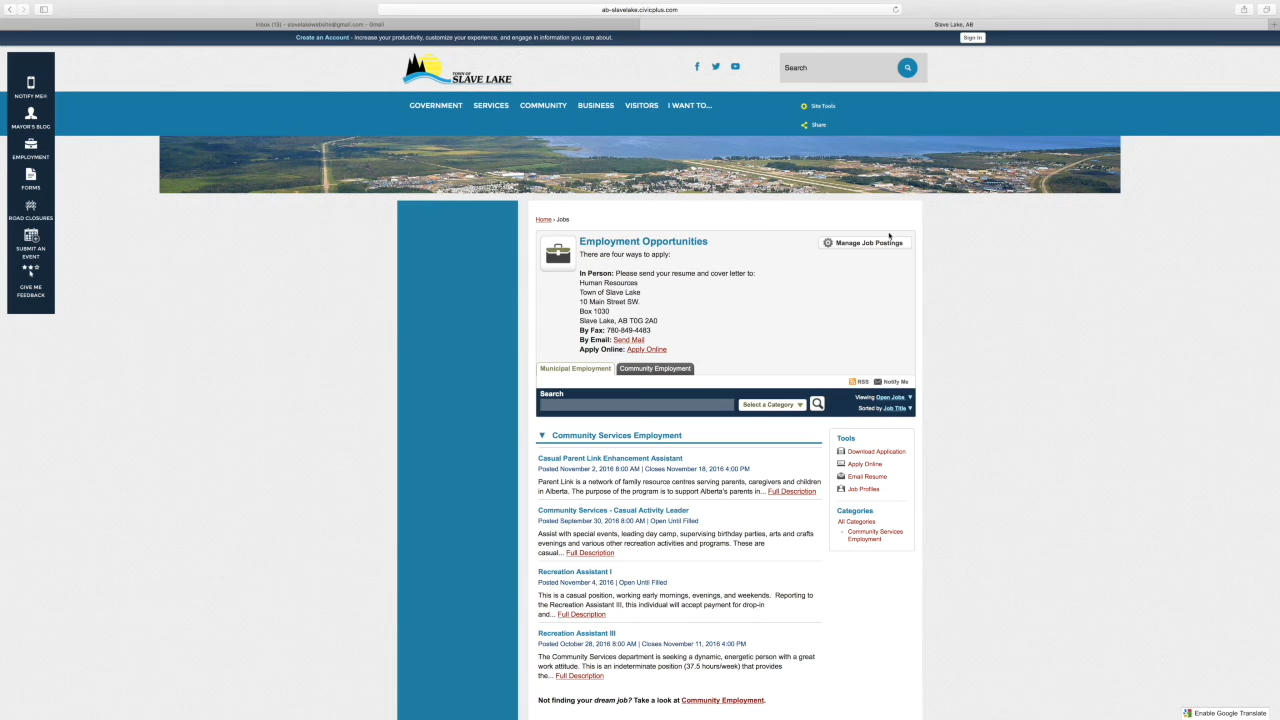 ab-slavelake.civicplus.com
Inbox (13) - slavelakewebsite@gmail.com - Gmail
Slave Lake, AB
Create an Account - Increase your productivity, customize your experience, and engage in information you care about.
Sign In
TOWN OF
SLAVE LAKE
Search
GOVERNMENT SERVICES COMMUNITY BUSINESS VISITORS I WANT TO...
Site Tools
Share
NOTIFY ME®
MAYOR'S BLOG
EMPLOYMENT
FORMS
ROAD CLOSURES
SUBMIT AN
EVENT
GIVE ME
FEEDBACK
Home › Jobs
Employment Opportunities
Manage Job Postings
There are four ways to apply:
In Person: Please send your resume and cover letter to:
Human Resources
Town of Slave Lake
10 Main Street SW.
Box 1030
Slave Lake, AB T0G 2A0
By Fax: 780-849-4483
By Email: Send Mail
Apply Online: Apply Online
Municipal Employment Community Employment
RSS Notify Me
Search
Select a Category ▼
Viewing Open Jobs ▼
Sorted by Job Title ▼
▼ Community Services Employment
Casual Parent Link Enhancement Assistant
Posted November 2, 2016 8:00 AM | Closes November 18, 2016 4:00 PM
Parent Link is a network of family resource centres serving parents, caregivers and children
in Alberta. The purpose of the program is to support Alberta's parents in... Full Description
Community Services - Casual Activity Leader
Posted September 30, 2016 8:00 AM | Open Until Filled
Assist with special events, leading day camp, supervising birthday parties, arts and crafts
evenings and various other recreation activities and programs. These are
casual... Full Description
Recreation Assistant I
Posted November 4, 2016 | Open Until Filled
This is a casual position, working early mornings, evenings, and weekends. Reporting to
the Recreation Assistant III, this individual will accept payment for drop-in
and... Full Description
Recreation Assistant III
Posted October 28, 2016 8:00 AM | Closes November 11, 2016 4:00 PM
The Community Services department is seeking a dynamic, energetic person with a great
work attitude. This is an indeterminate position (37.5 hours/week) that provides
the... Full Description
Not finding your dream job? Take a look at Community Employment.
Tools
Download Application
Apply Online
Email Resume
Job Profiles
Categories
All Categories
Community Services
Employment
Enable Google Translate